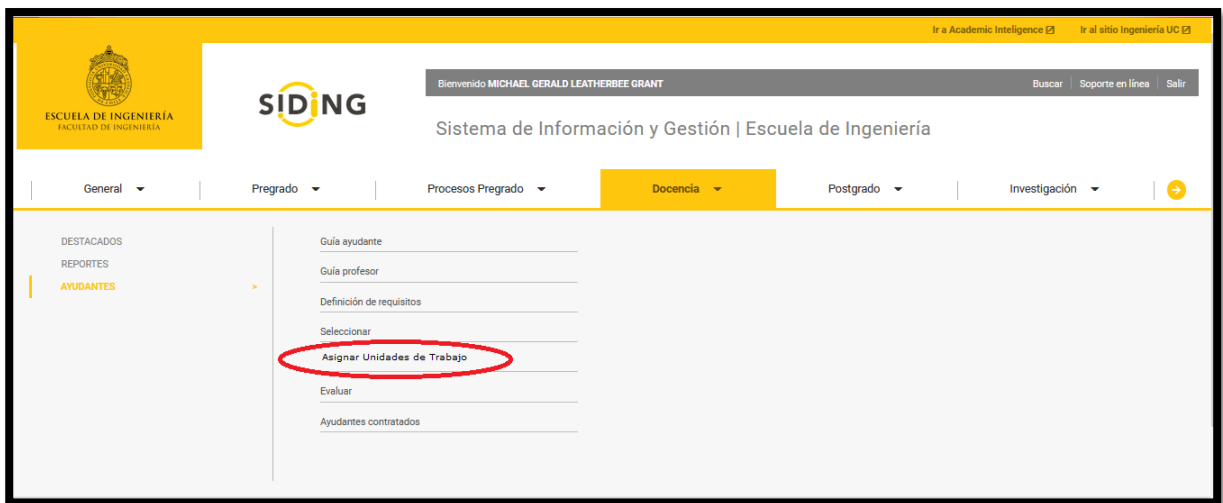 Ir a Academic Inteligence
Ir al sitio Ingeniería UC
ESCUELA DE INGENIERÍA
FACULTAD DE INGENIERÍA
SIDING
Bienvenido MICHAEL GERALD LEATHERBEE GRANT
Buscar
Soporte en línea
Salir
Sistema de Información y Gestión | Escuela de Ingeniería
General
Pregrado
Procesos Pregrado
Docencia
Postgrado
Investigación
DESTACADOS
REPORTES
AYUDANTES >
Guía ayudante
Guía profesor
Definición de requisitos
Seleccionar
Asignar Unidades de Trabajo
Evaluar
Ayudantes contratados